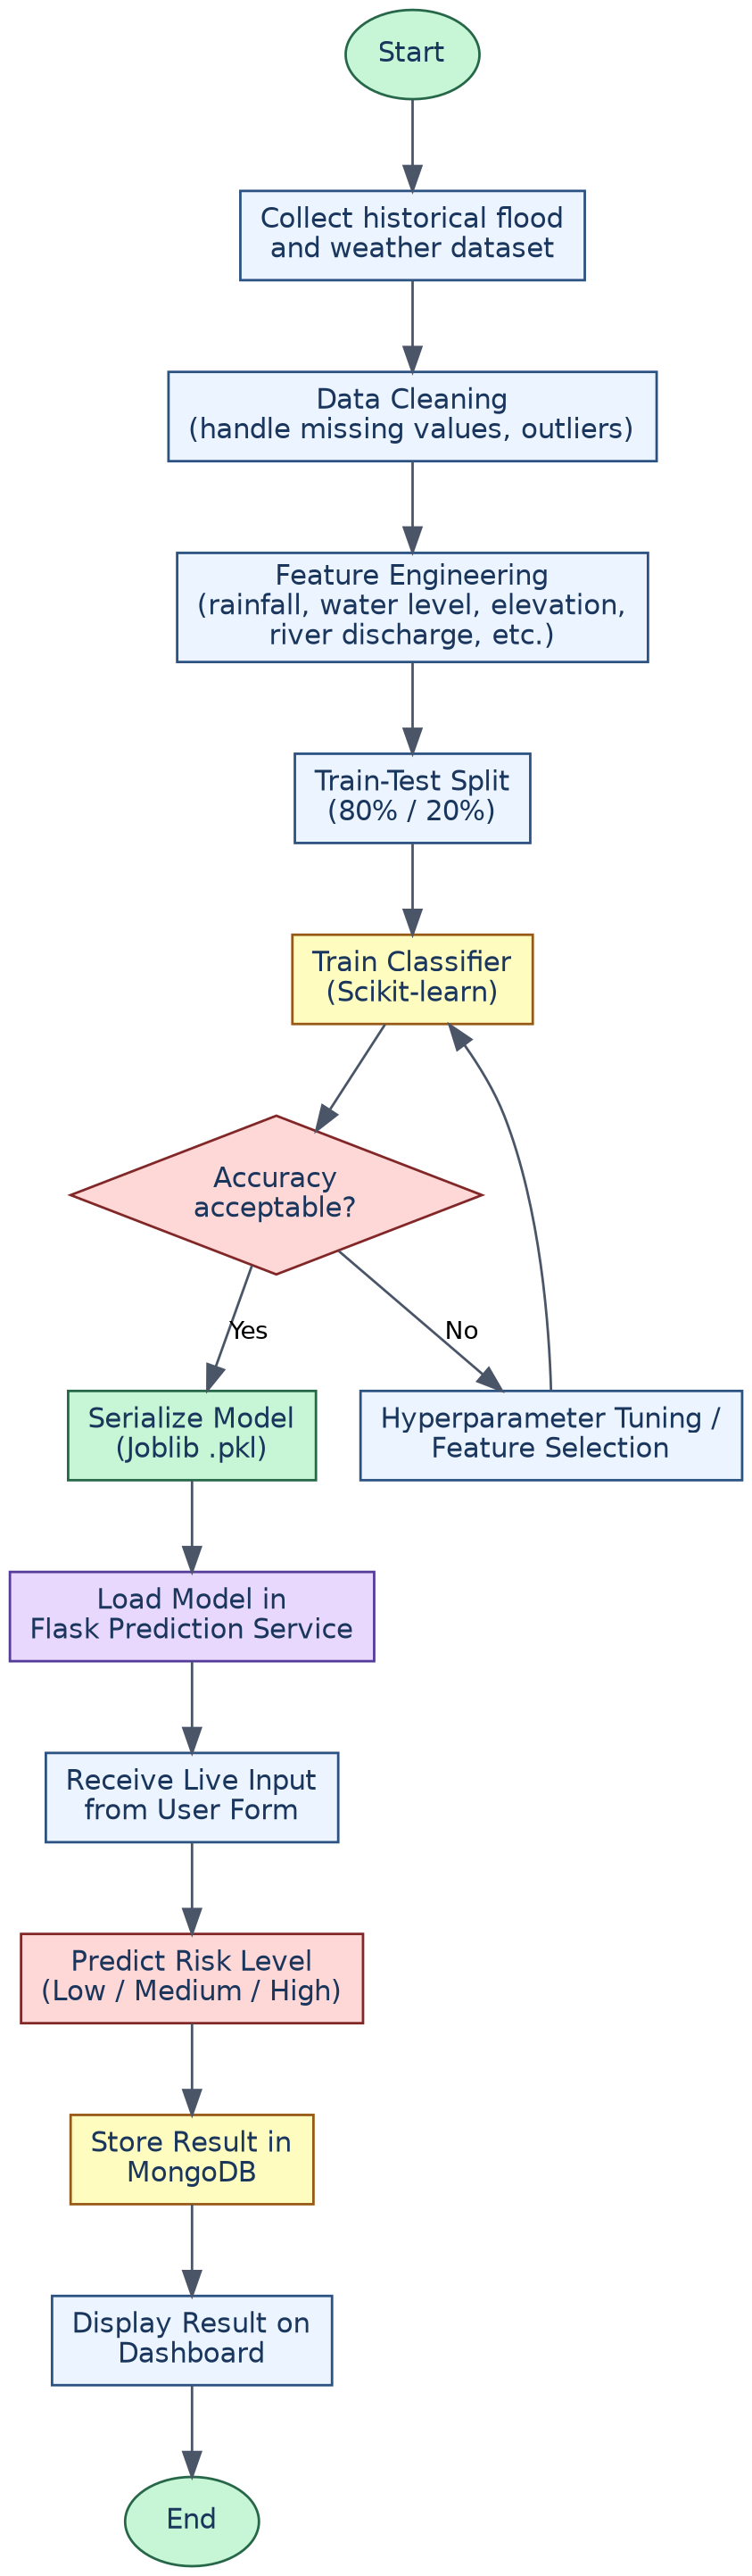 Start
Collect historical flood
and weather dataset
Data Cleaning
(handle missing values, outliers)
Feature Engineering
(rainfall, water level, elevation,
river discharge, etc.)
Train-Test Split
(80% / 20%)
Train Classifier
(Scikit-learn)
Accuracy
acceptable?
Yes
No
Serialize Model
(Joblib .pkl)
Hyperparameter Tuning /
Feature Selection
Load Model in
Flask Prediction Service
Receive Live Input
from User Form
Predict Risk Level
(Low / Medium / High)
Store Result in
MongoDB
Display Result on
Dashboard
End